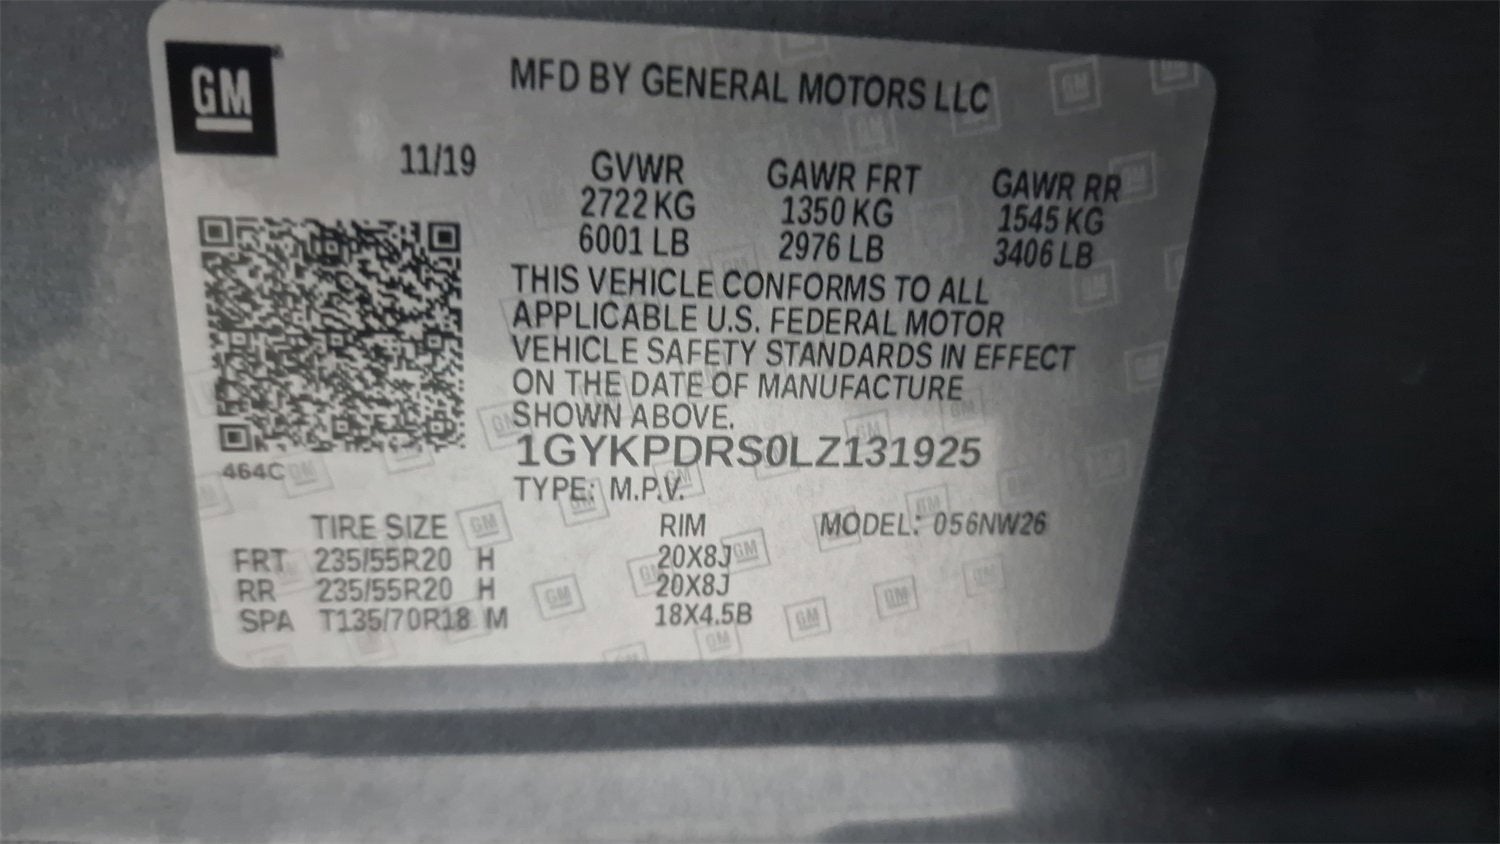 GM
MFD BY GENERAL MOTORS LLC
11/19 GVWR GAWR FRT GAWR RR
2722 KG 1350 KG 1545 KG
6001 LB 2976 LB 3406 LB
THIS VEHICLE CONFORMS TO ALL
APPLICABLE U.S. FEDERAL MOTOR
VEHICLE SAFETY STANDARDS IN EFFECT
ON THE DATE OF MANUFACTURE
SHOWN ABOVE.
1GYKPDRS0LZ131925
464C
TYPE: M.P.V.
TIRE SIZE RIM MODEL: 056NW26
FRT 235/55R20 H 20X8J
RR 235/55R20 H 20X8J
SPA T135/70R18 M 18X4.5B